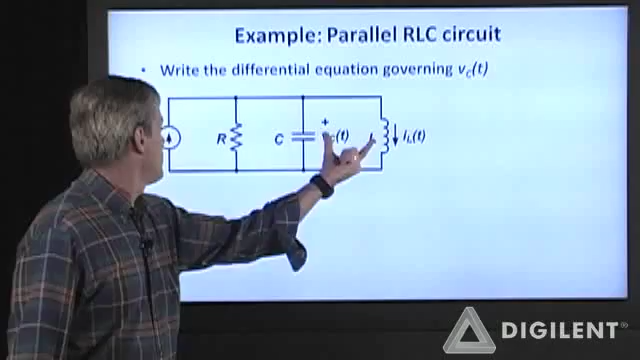 Example: Parallel RLC circuit
• Write the differential equation governing vC(t)
+
R
C
(t)
iL(t)
DIGILENT®